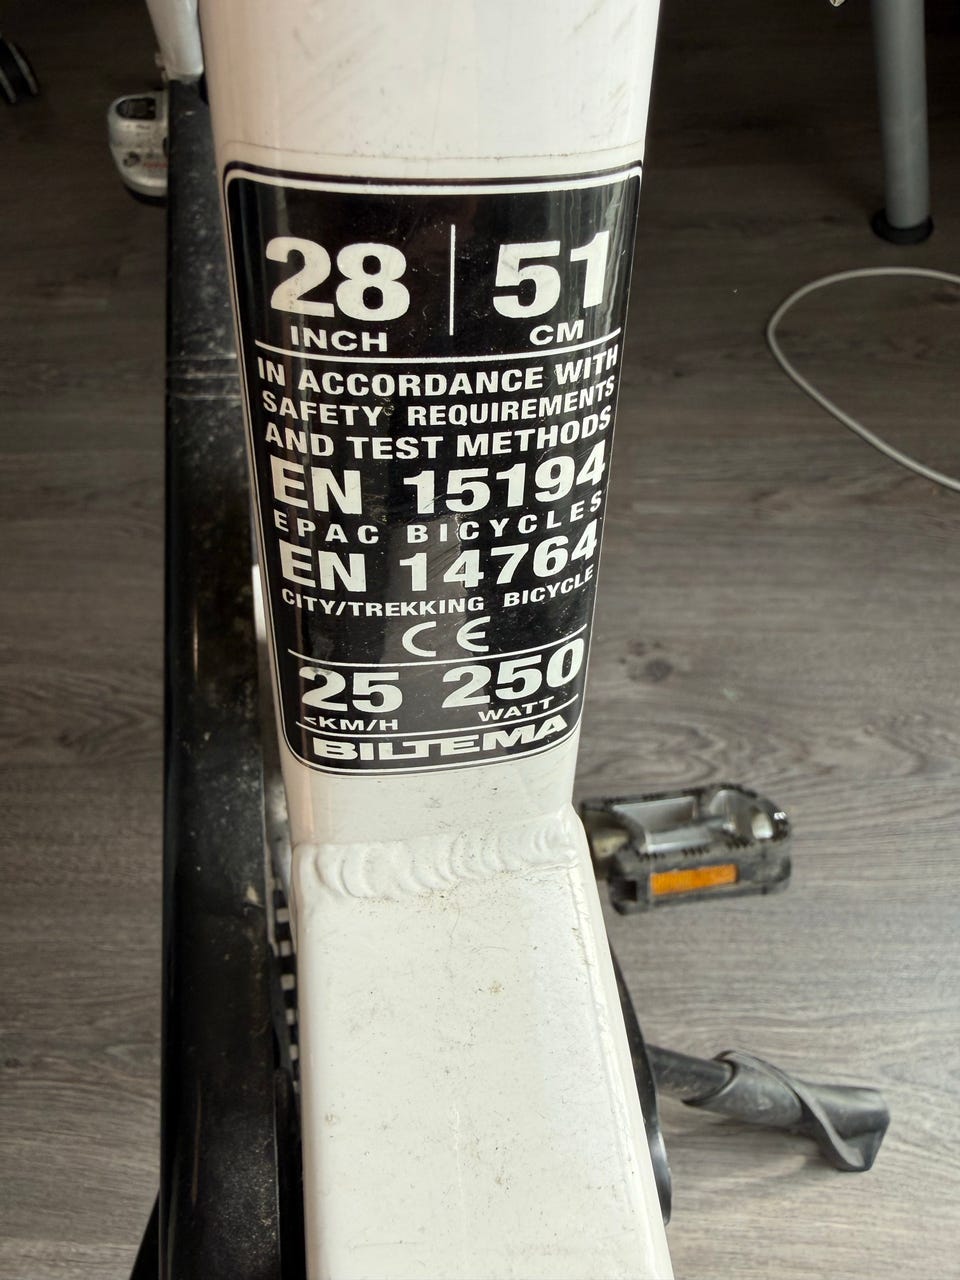 28 | 51
INCH CM
IN ACCORDANCE WITH
SAFETY REQUIREMENTS
AND TEST METHODS
EN 15194
EPAC BICYCLES
EN 14764
CITY/TREKKING BICYCLE
CE
25 250
<KM/H WATT
BILTEMA